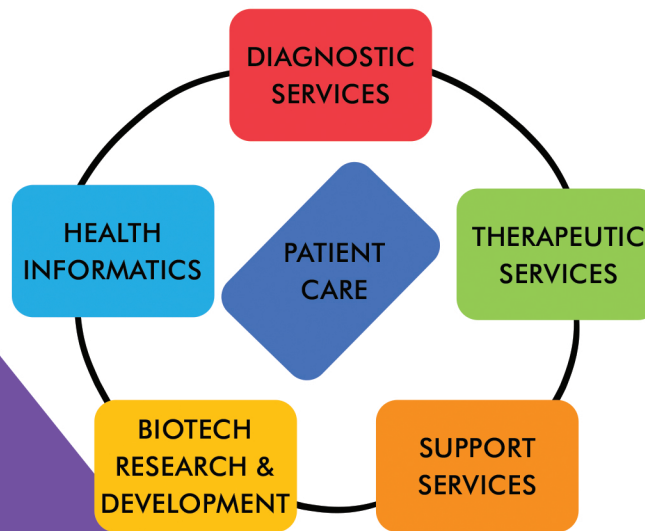 DIAGNOSTIC
SERVICES
HEALTH
INFORMATICS
PATIENT
CARE
THERAPEUTIC
SERVICES
BIOTECH
RESEARCH &
DEVELOPMENT
SUPPORT
SERVICES